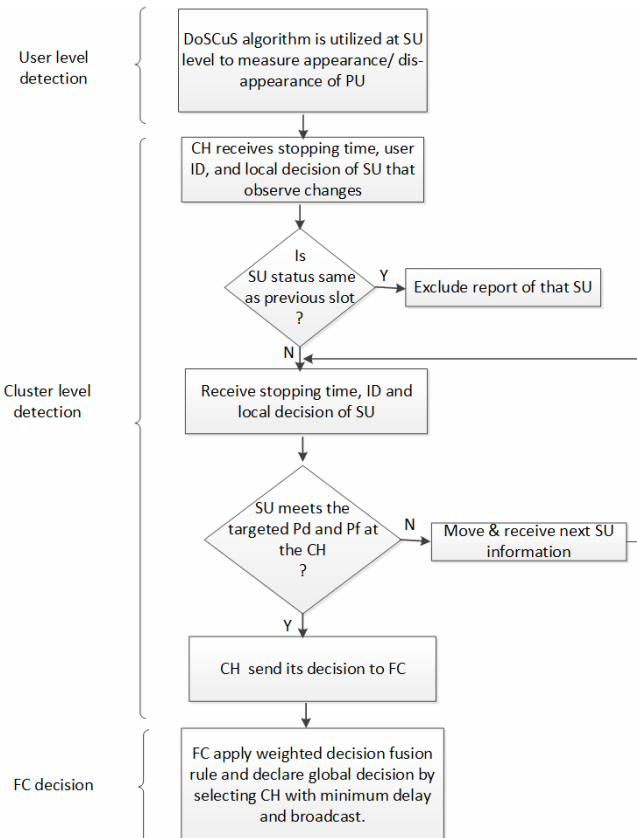 User level
detection
DoSCuS algorithm is utilized at SU
level to measure appearance/ dis-
appearance of PU
CH receives stopping time, user
ID, and local decision of SU that
observe changes
Is
SU status same
as previous slot
?
Y
Exclude report of that SU
N
Cluster level
detection
Receive stopping time, ID and
local decision of SU
SU meets the
targeted Pd and Pf at
the CH
?
N
Move & receive next SU
information
Y
CH send its decision to FC
FC decision
FC apply weighted decision fusion
rule and declare global decision by
selecting CH with minimum delay
and broadcast.